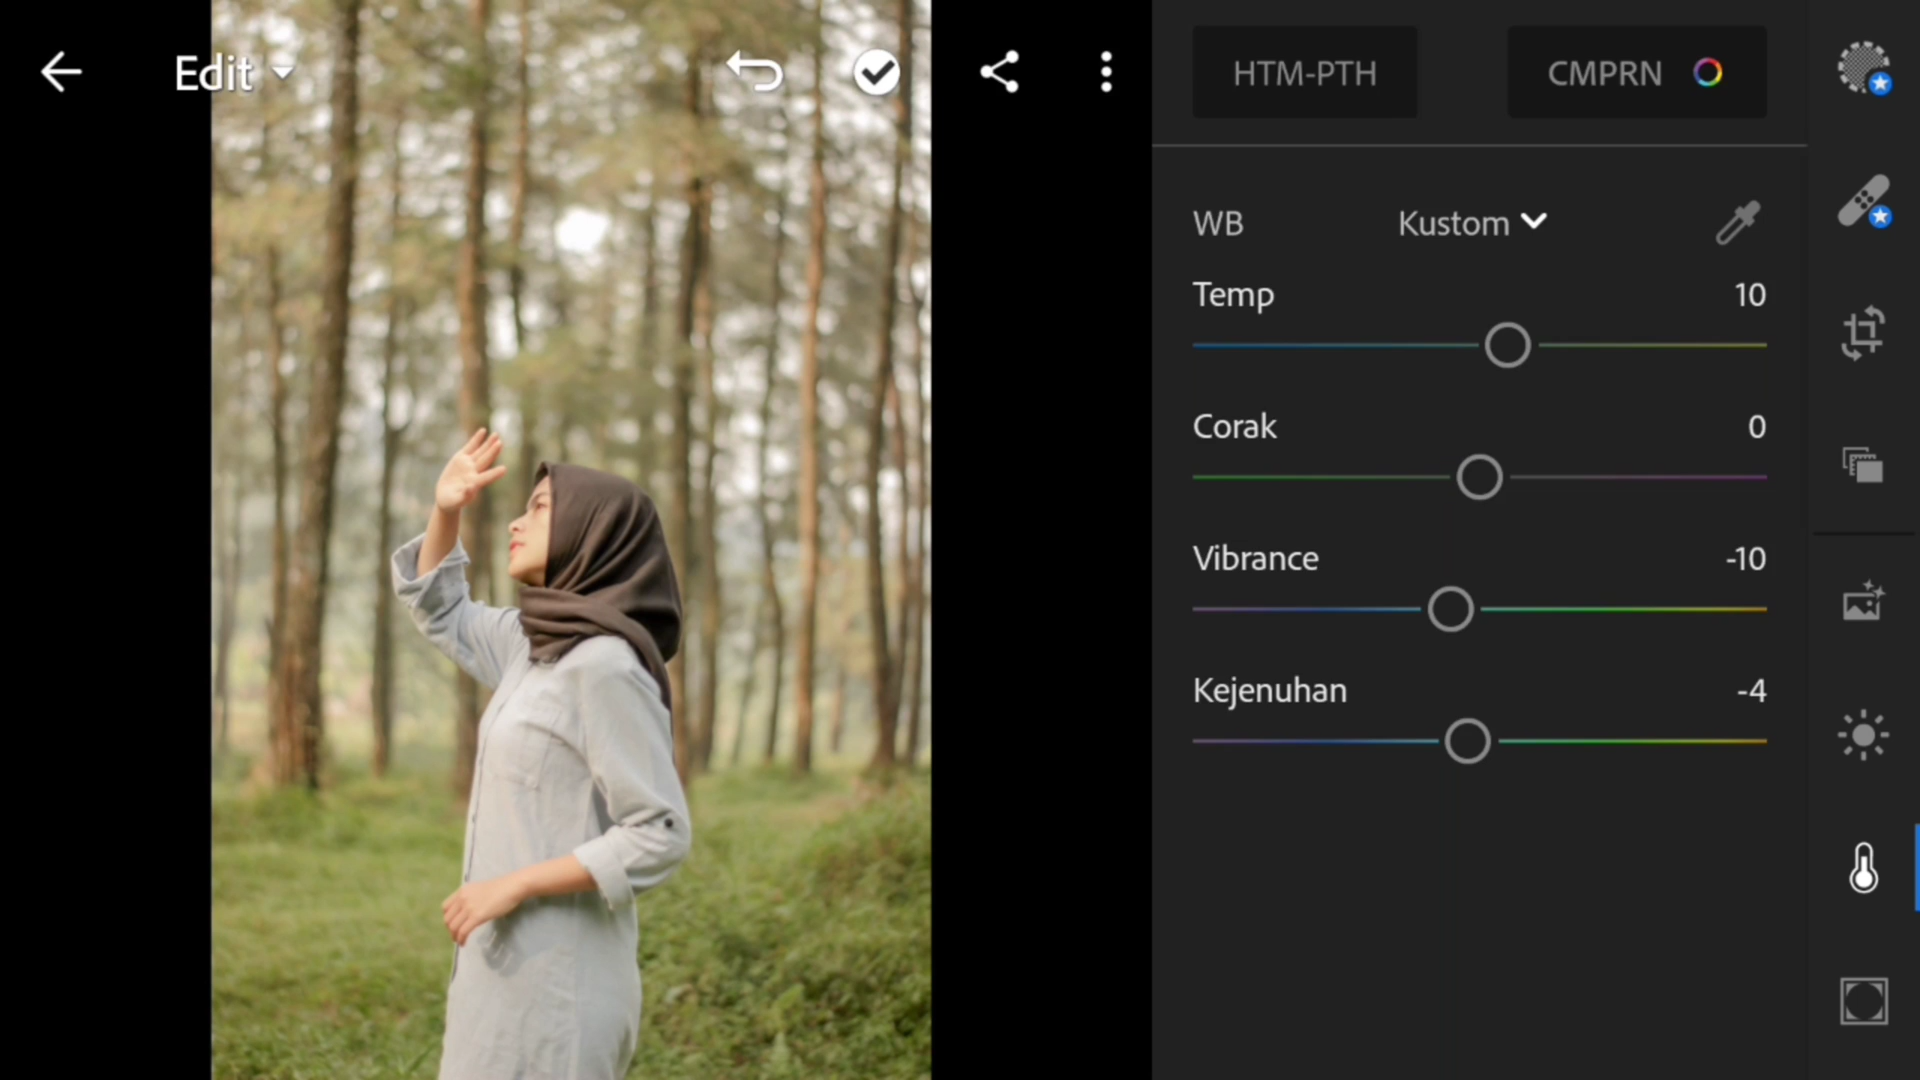 Edit
HTM-PTH
CMPRN
WB
Kustom
Temp
10
Corak
0
Vibrance
-10
Kejenuhan
-4